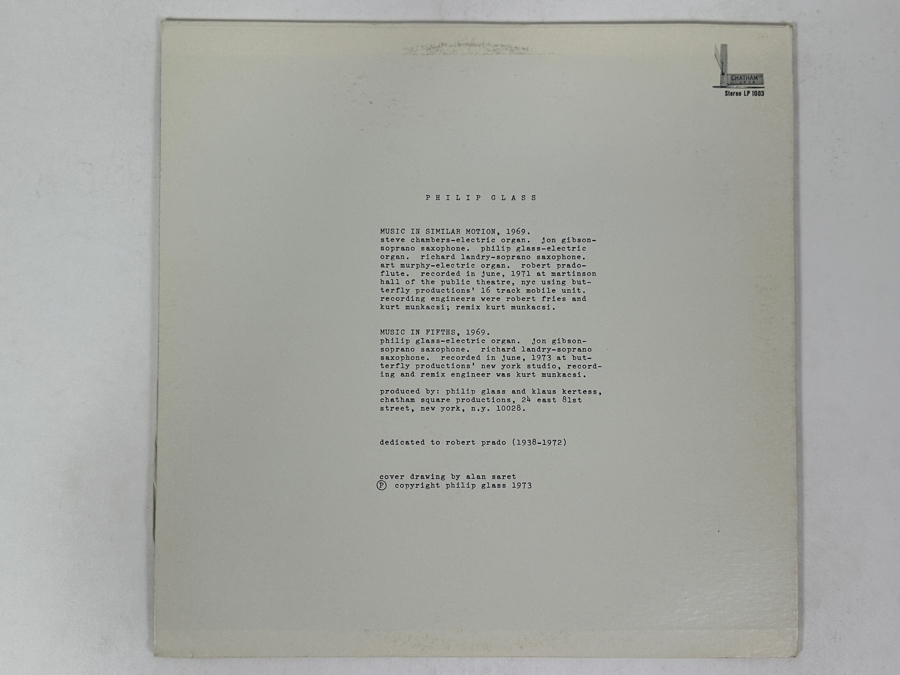 CHATHAM
Stereo LP 1003
PHILIP GLASS
MUSIC IN SIMILAR MOTION, 1969.
steve chambers-electric organ. jon gibson-
soprano saxophone. philip glass-electric
organ. richard landry-soprano saxophone.
art murphy-electric organ. robert prado-
flute. recorded in june, 1971 at martinson
hall of the public theatre, nyc using but-
terfly productions' 16 track mobile unit.
recording engineers were robert fries and
kurt munkacsi; remix kurt munkacsi.
MUSIC IN FIFTHS, 1969.
philip glass-electric organ. jon gibson-
soprano saxophone. richard landry-soprano
saxophone. recorded in june, 1973 at but-
terfly productions' new york studio, record-
ing and remix engineer was kurt munkacsi.
produced by: philip glass and klaus kertess,
chatham square productions, 24 east 81st
street, new york, n.y. 10028.
dedicated to robert prado (1938-1972)
cover drawing by alan saret
Ⓟ copyright philip glass 1973